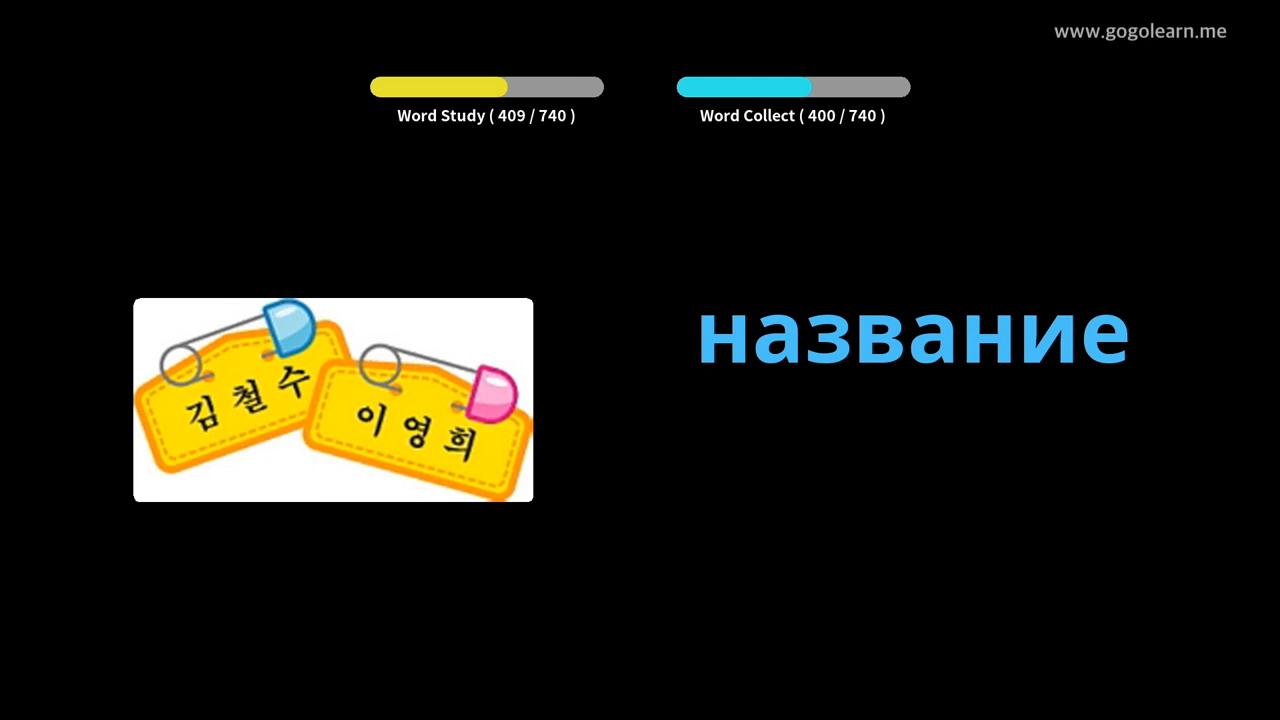 www.gogolearn.me
Word Study ( 409 / 740 )
Word Collect ( 400 / 740 )
김 철 수
이 영 희
название